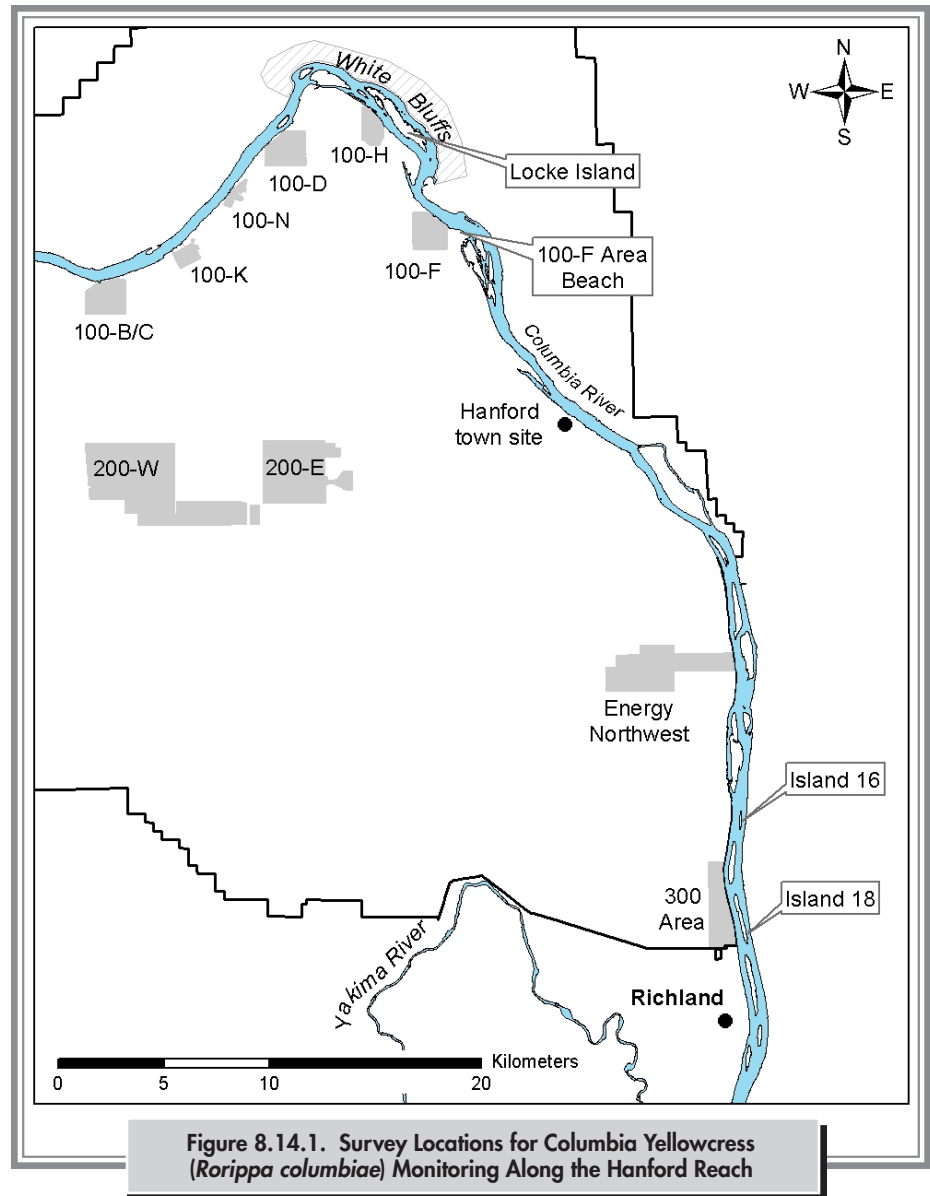 N
W E
S
White
Bluffs
100-H
Locke Island
100-D
100-N
100-F
100-F Area
Beach
100-K
100-B/C
Columbia River
Hanford
town site
200-W
200-E
Energy
Northwest
Island 16
300
Area
Island 18
Yakima River
Richland
Kilometers
0 5 10 20
Figure 8.14.1. Survey Locations for Columbia Yellowcress
(Rorippa columbiae) Monitoring Along the Hanford Reach